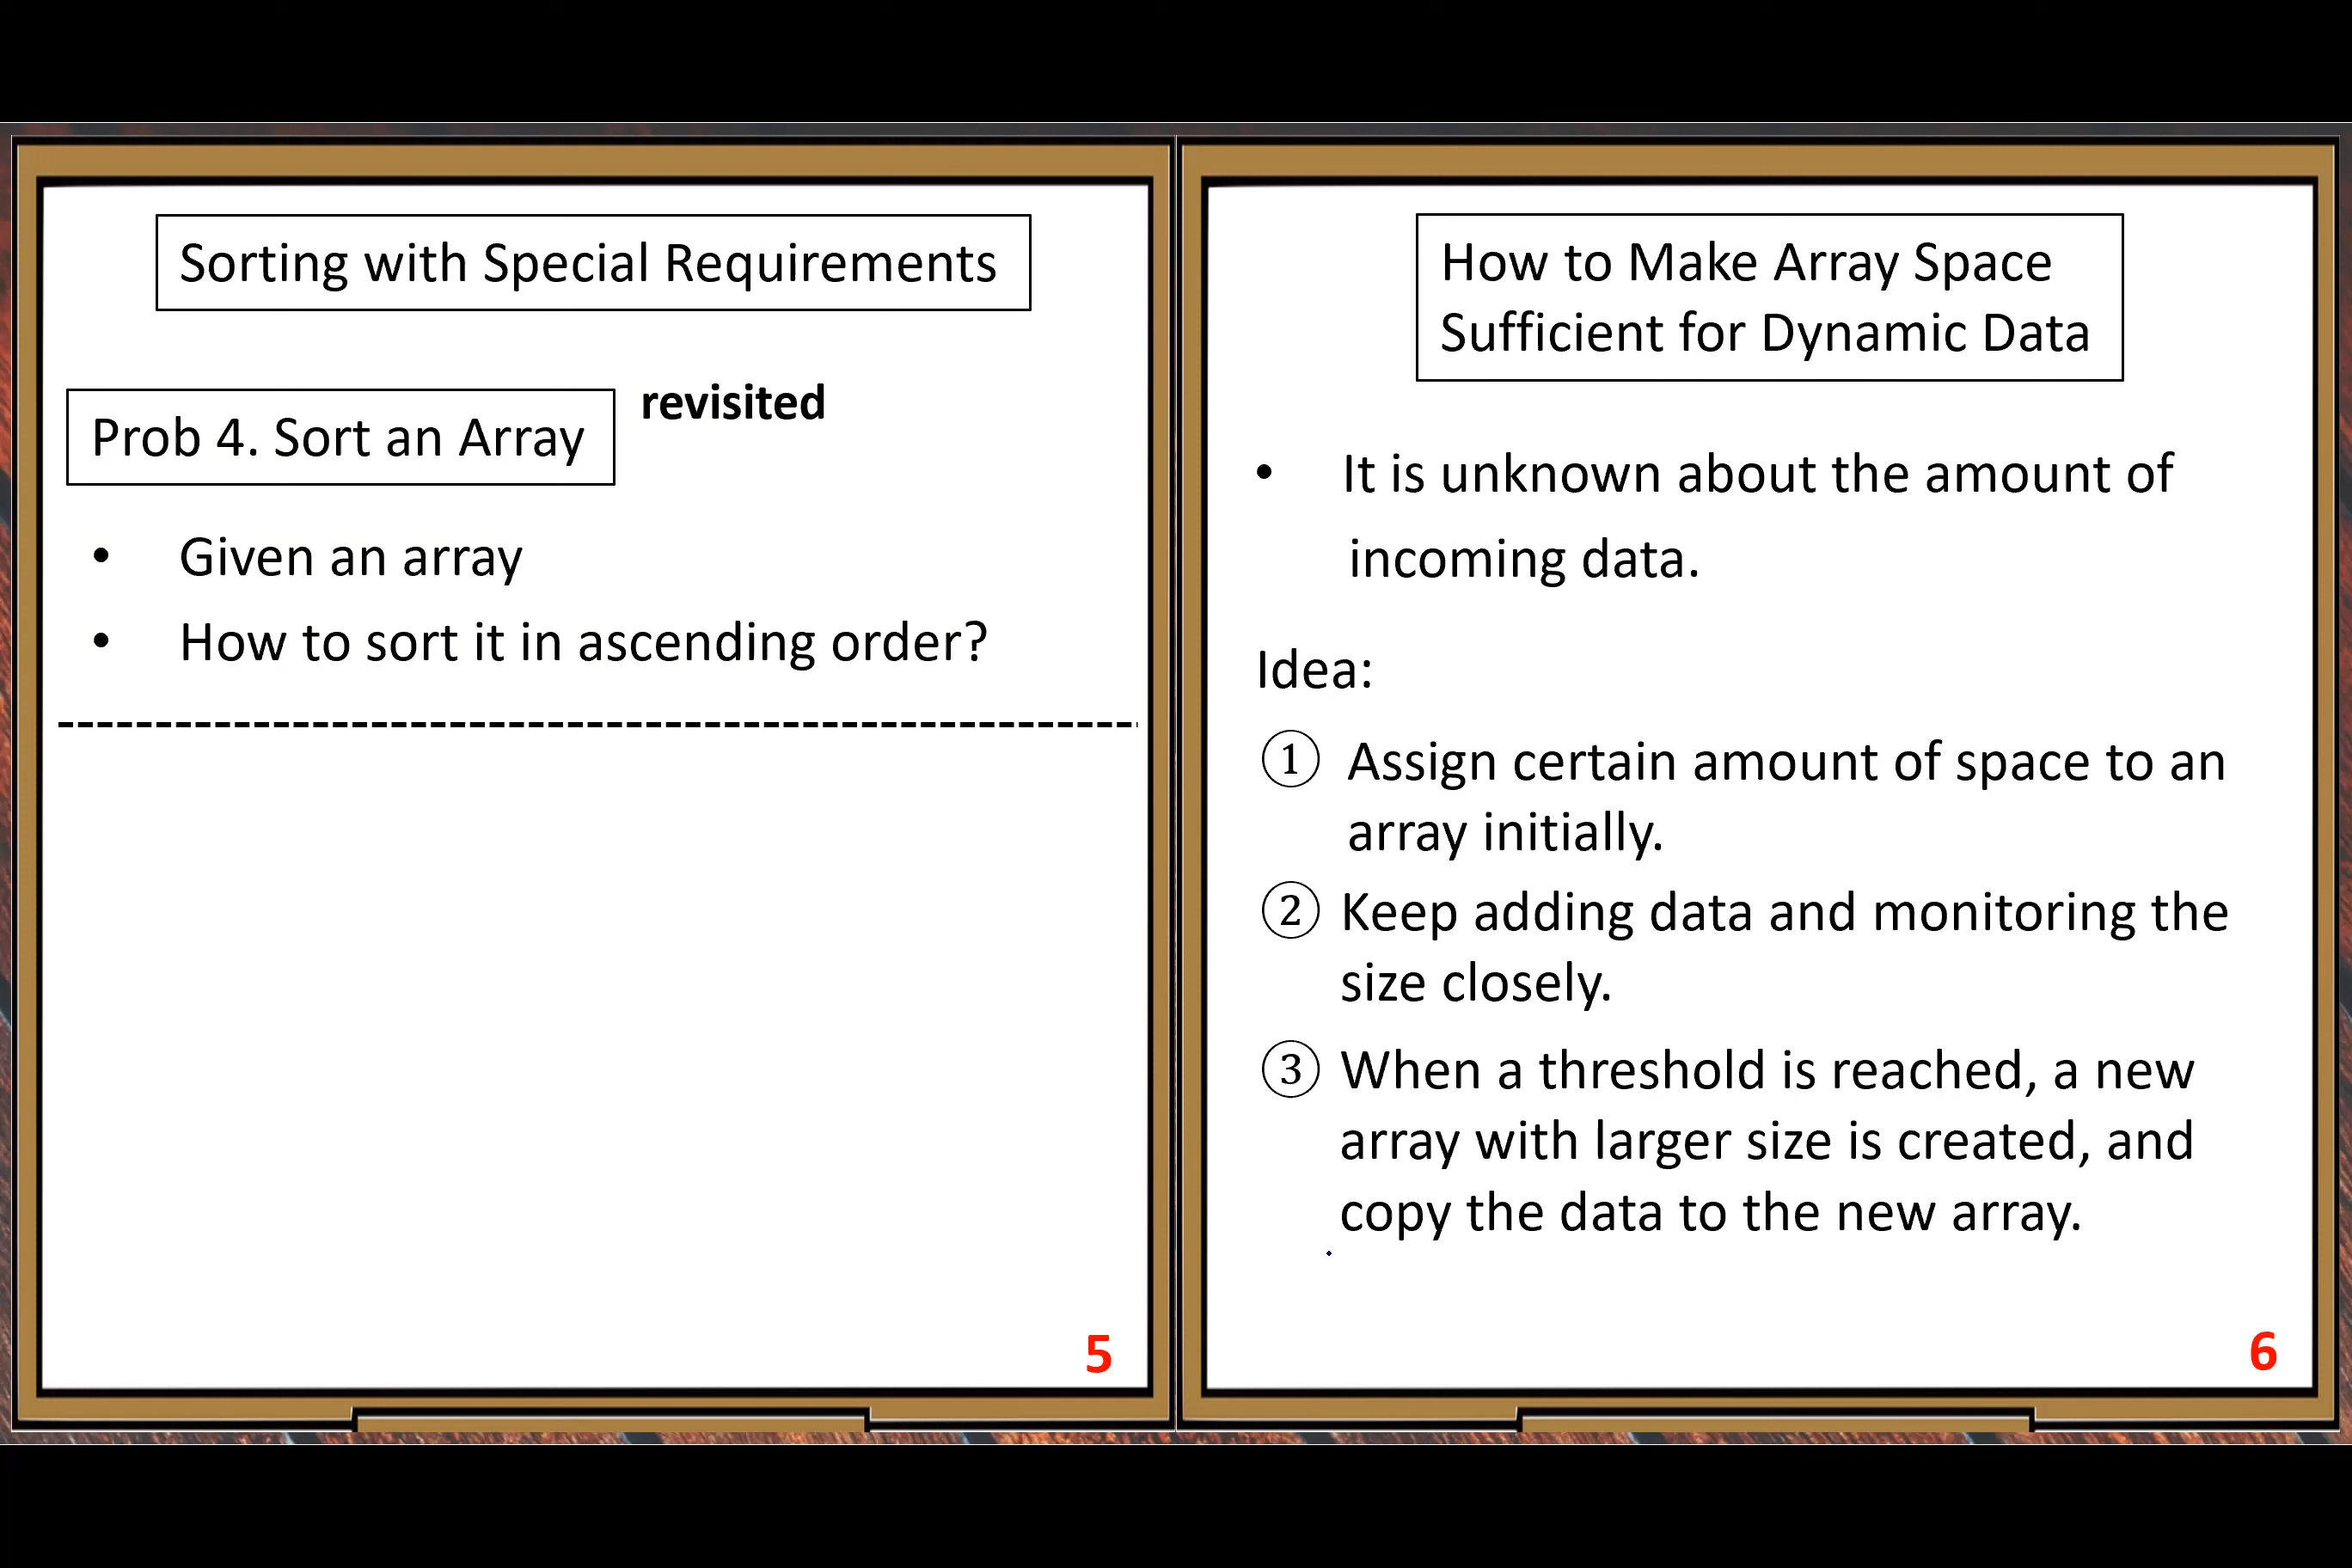 Sorting with Special Requirements
revisited
Prob 4. Sort an Array
• Given an array
• How to sort it in ascending order?
5
How to Make Array Space
Sufficient for Dynamic Data
• It is unknown about the amount of
incoming data.
Idea:
① Assign certain amount of space to an
array initially.
② Keep adding data and monitoring the
size closely.
③ When a threshold is reached, a new
array with larger size is created, and
copy the data to the new array.
6